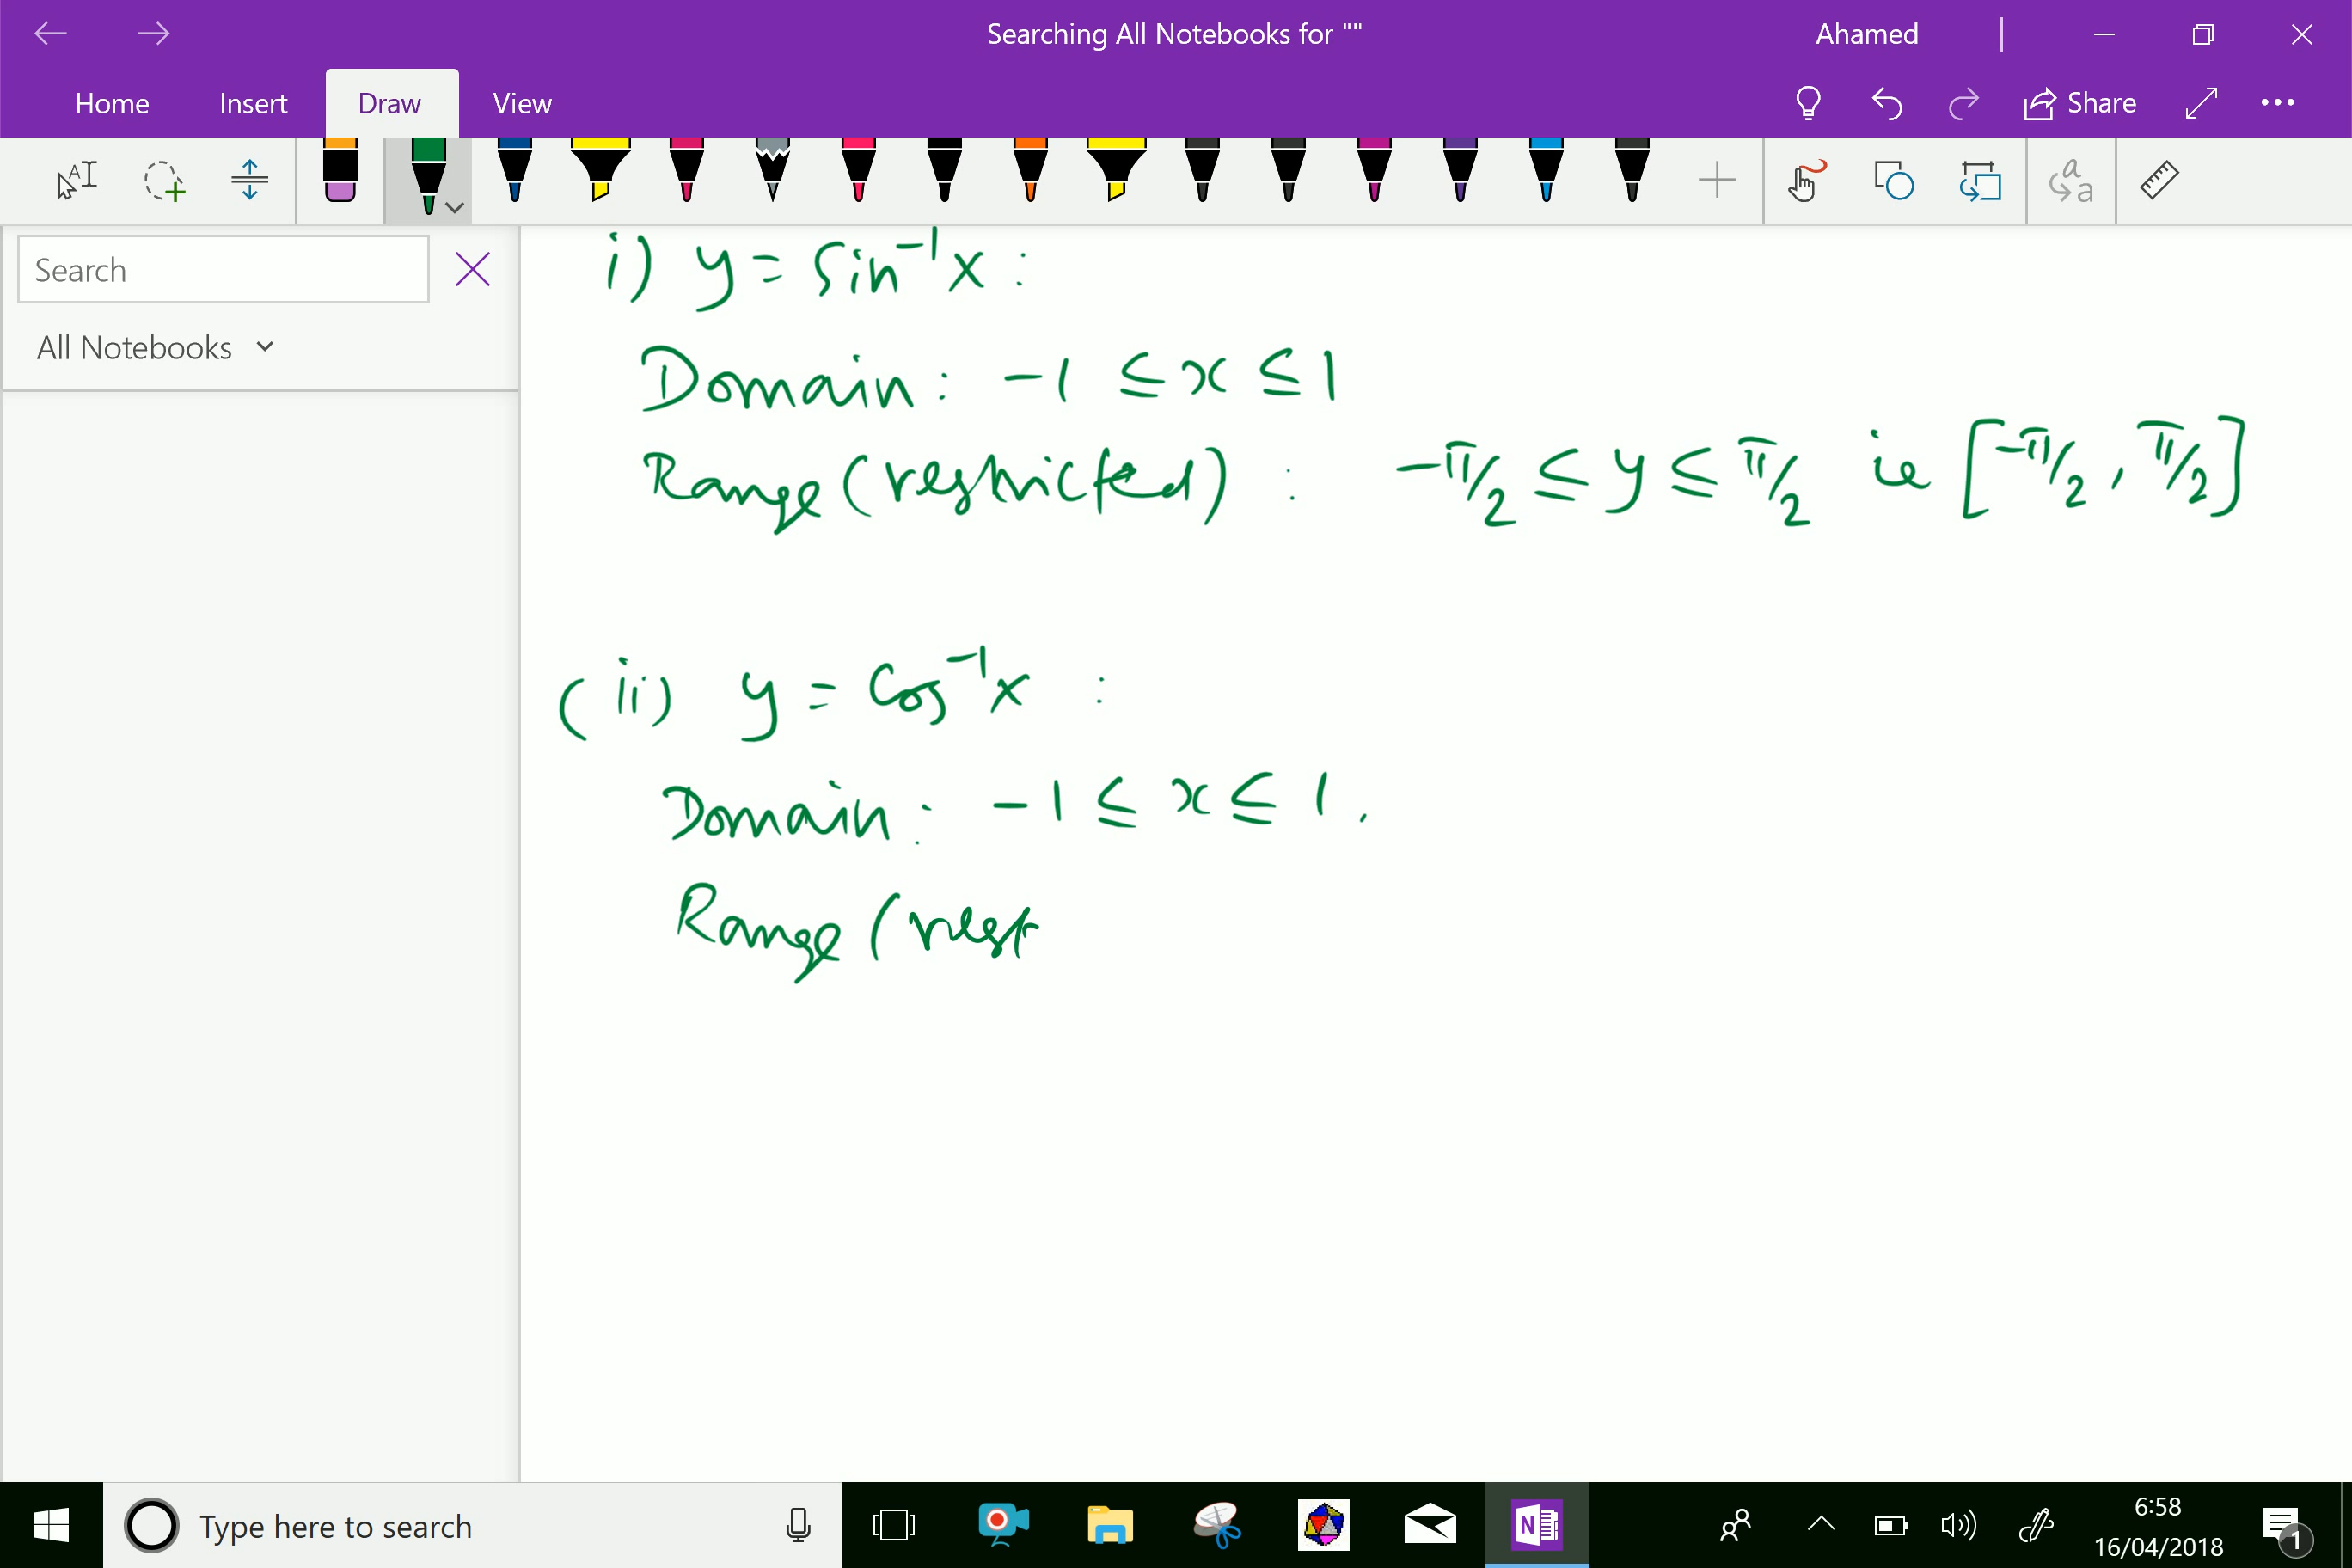 Searching All Notebooks for ""
Ahamed
Home Insert Draw View
Share
Search
All Notebooks
i) y = sin⁻¹x :
Domain: -1 ≤ x ≤ 1
Range (restricted) : -π/2 ≤ y ≤ π/2 ie [-π/2, π/2]
(ii) y = Cos⁻¹x :
Domain: -1 ≤ x ≤ 1.
Range (rest
Type here to search
6:58
16/04/2018
1